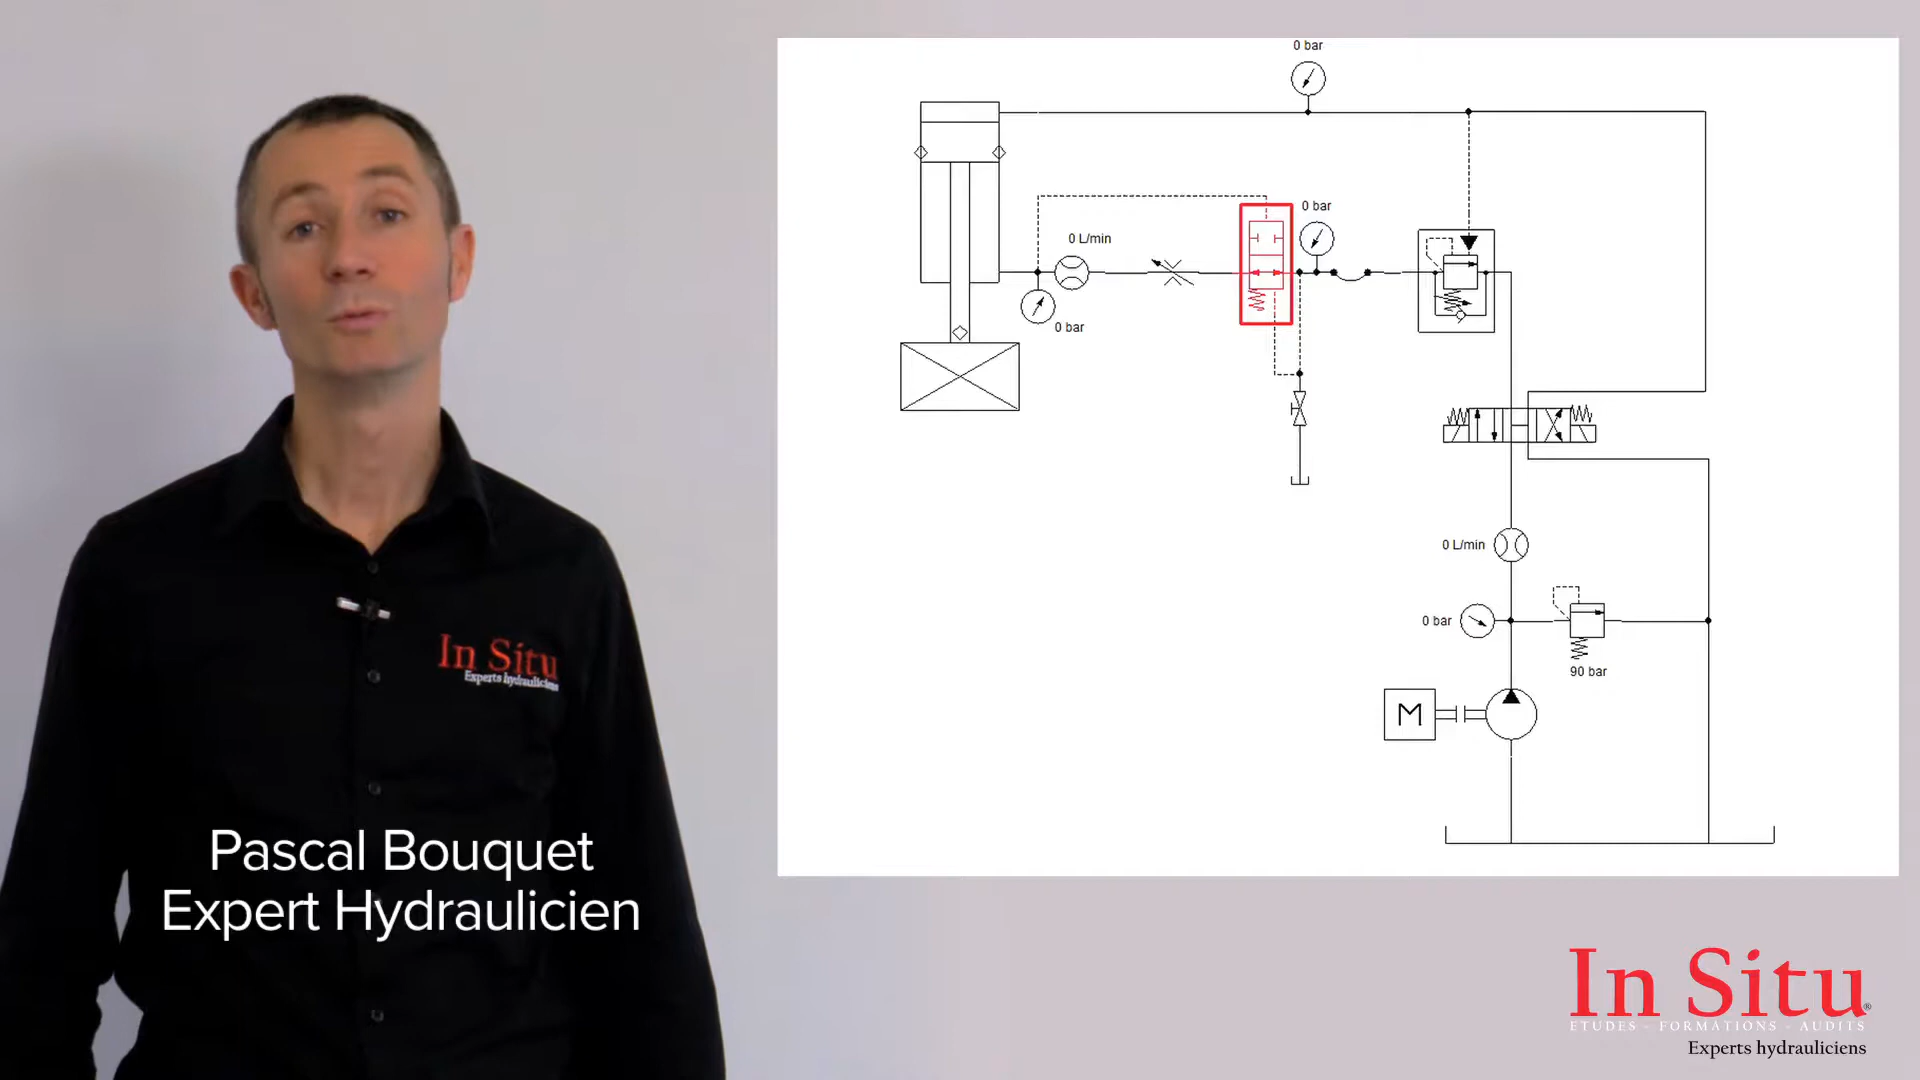 In Situ
Experts hydrauliciens
Pascal Bouquet
Expert Hydraulicien
0 bar
0 bar
0 L/min
0 bar
0 L/min
0 bar
90 bar
M
In Situ®
ETUDES - FORMATIONS - AUDITS
Experts hydrauliciens